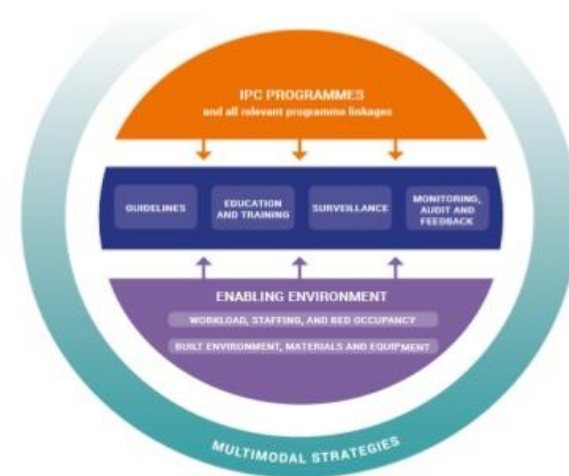 IPC PROGRAMMES
and all relevant programme linkages
GUIDELINES
EDUCATION
AND TRAINING
SURVEILLANCE
MONITORING,
AUDIT AND
FEEDBACK
ENABLING ENVIRONMENT
WORKLOAD, STAFFING, AND BED OCCUPANCY
BUILT ENVIRONMENT, MATERIALS AND EQUIPMENT
MULTIMODAL STRATEGIES